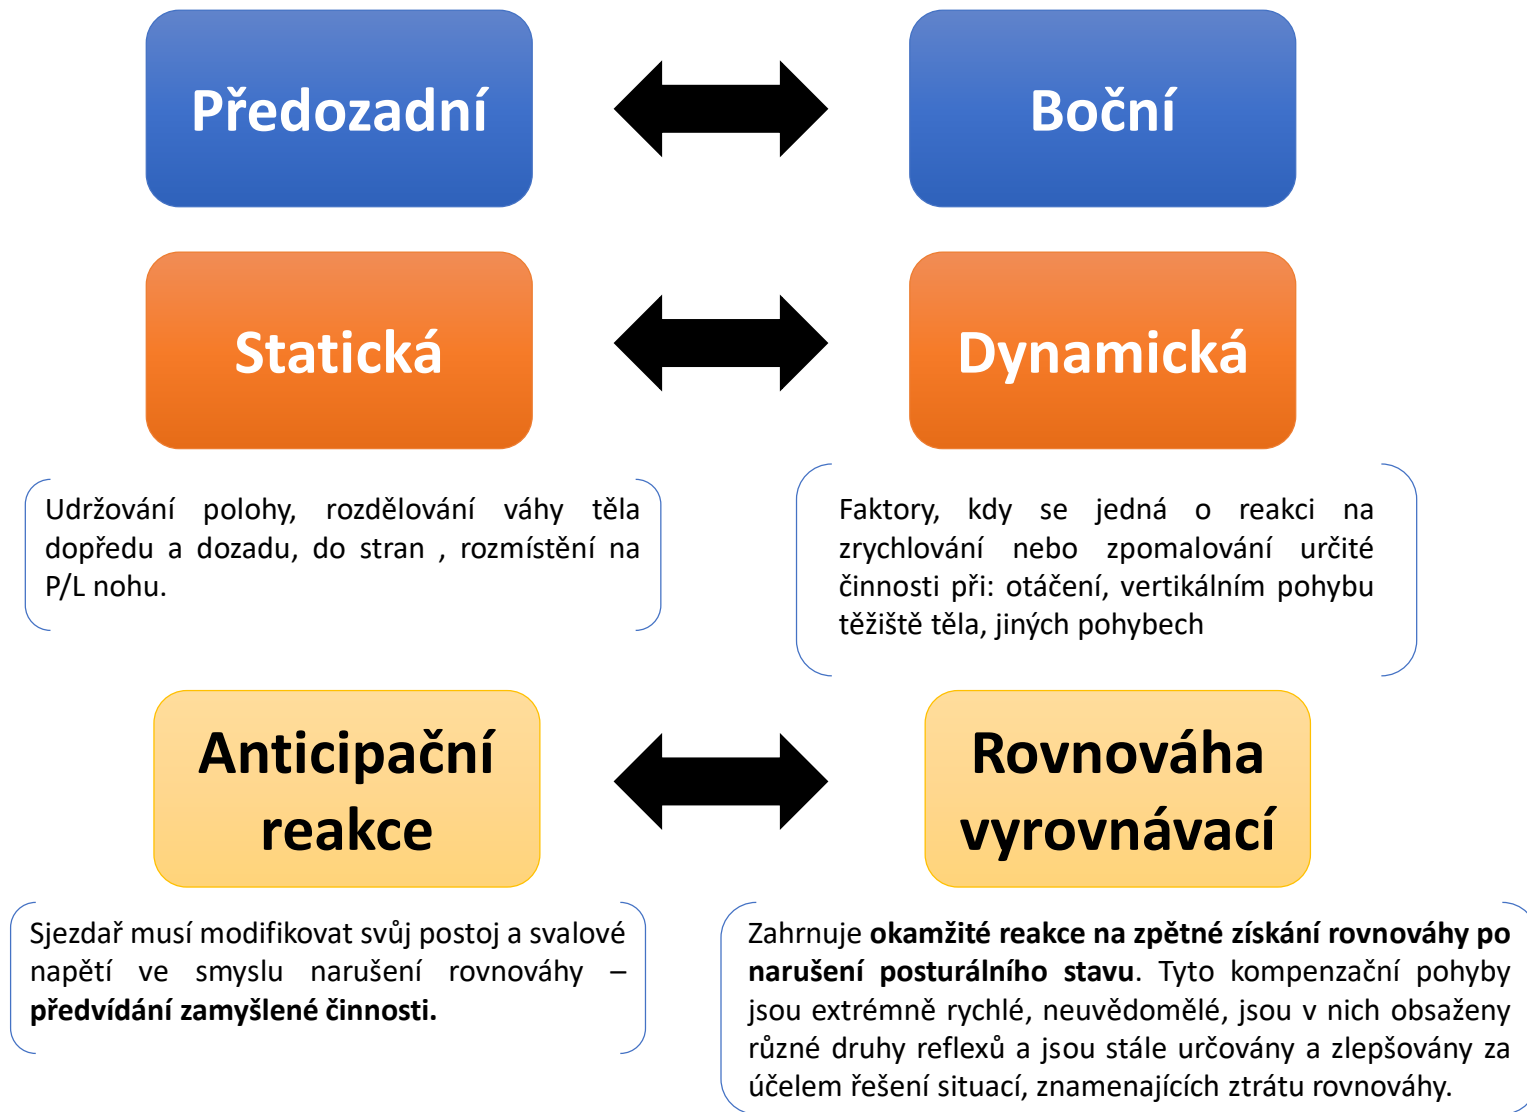 Předozadní
Boční
Statická
Dynamická
Udržování polohy, rozdělování váhy těla
dopředu a dozadu, do stran , rozmístění na
P/L nohu.
Faktory, kdy se jedná o reakci na
zrychlování nebo zpomalování určité
činnosti při: otáčení, vertikálním pohybu
těžiště těla, jiných pohybech
Anticipační
reakce
Rovnováha
vyrovnávací
Sjezdař musí modifikovat svůj postoj a svalové
napětí ve smyslu narušení rovnováhy –
předvídání zamyšlené činnosti.
Zahrnuje okamžité reakce na zpětné získání rovnováhy po
narušení posturálního stavu. Tyto kompenzační pohyby
jsou extrémně rychlé, neuvědomělé, jsou v nich obsaženy
různé druhy reflexů a jsou stále určovány a zlepšovány za
účelem řešení situací, znamenajících ztrátu rovnováhy.